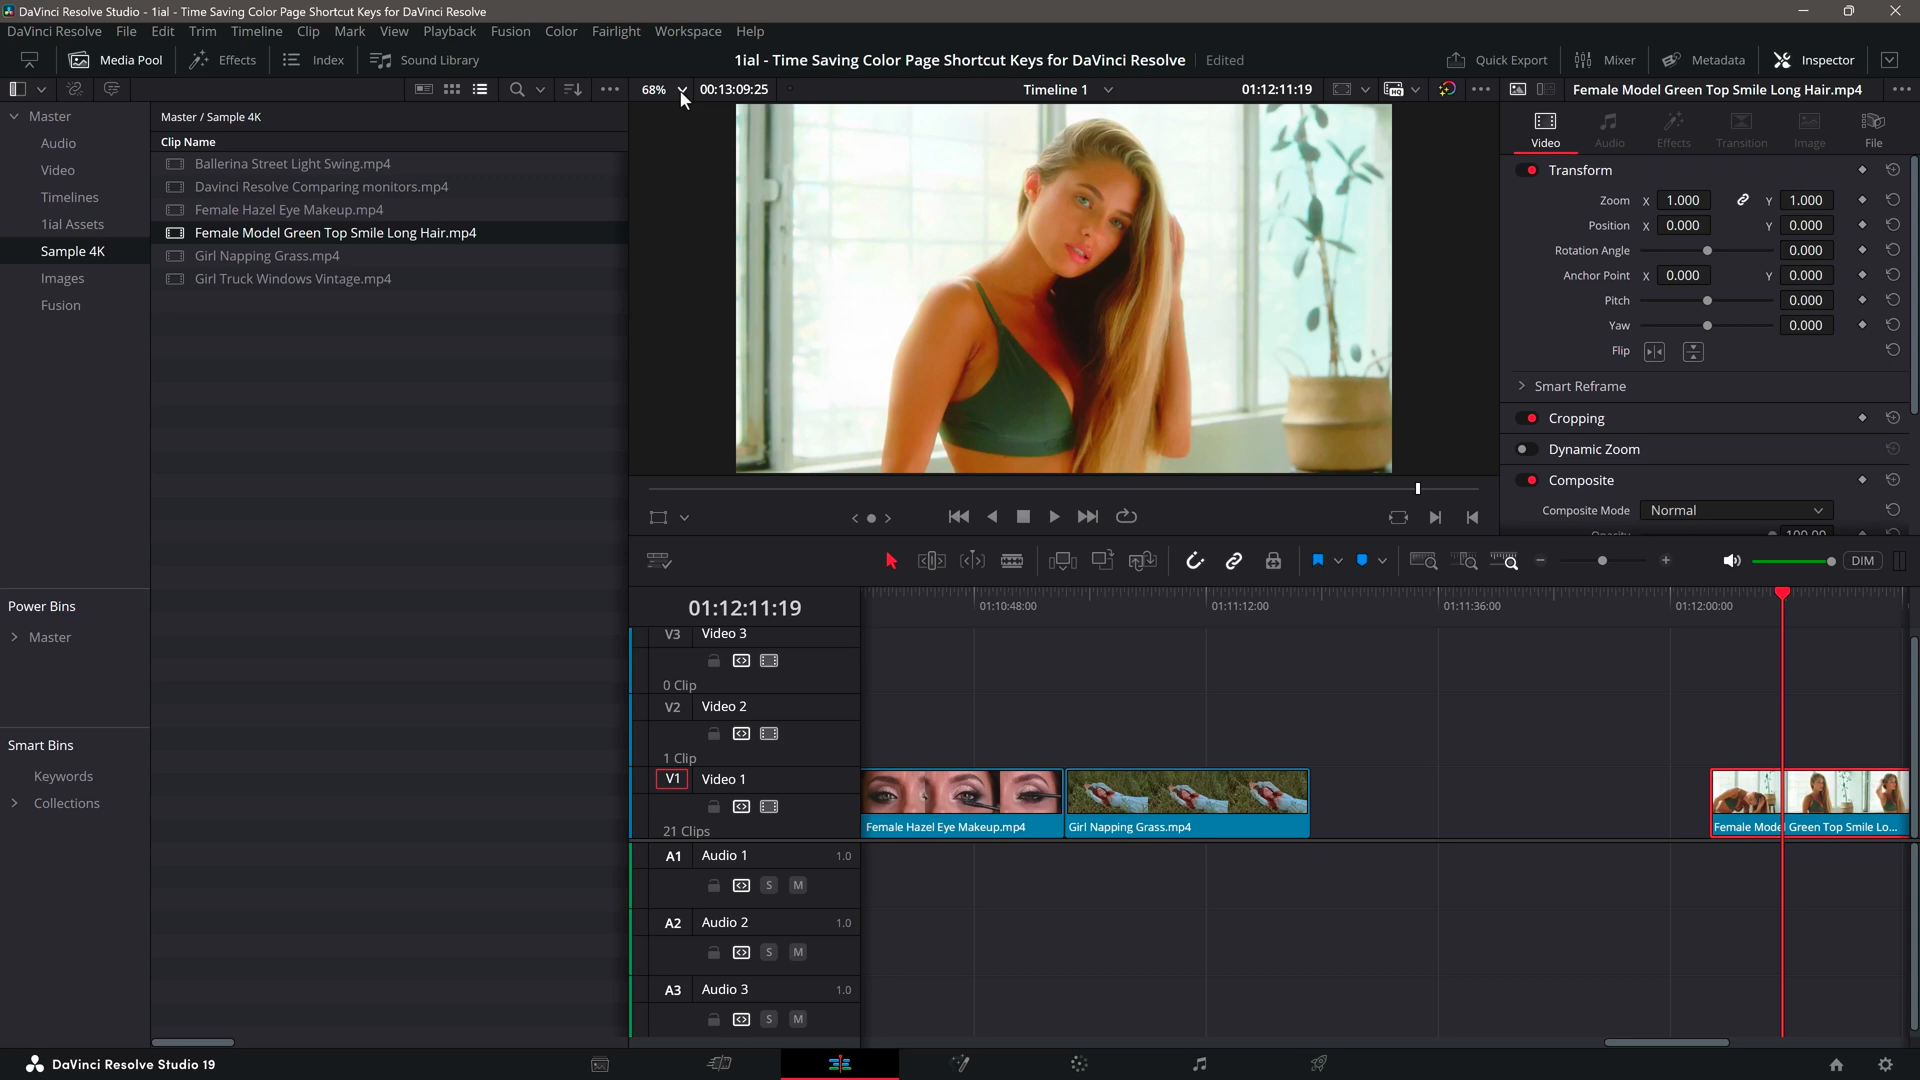 DaVinci Resolve Studio - 1ial - Time Saving Color Page Shortcut Keys for DaVinci Resolve
DaVinci Resolve File Edit Trim Timeline Clip Mark View Playback Fusion Color Fairlight Workspace Help
Media Pool Effects Index Sound Library 1ial - Time Saving Color Page Shortcut Keys for DaVinci Resolve Edited Quick Export Mixer Metadata Inspector
68% 00:13:09:25 Timeline 1 01:12:11:19 Female Model Green Top Smile Long Hair.mp4
Master
Audio
Video
Timelines
1ial Assets
Sample 4K
Images
Fusion
Power Bins
Master
Smart Bins
Keywords
Collections
Master / Sample 4K
Clip Name
Ballerina Street Light Swing.mp4
Davinci Resolve Comparing monitors.mp4
Female Hazel Eye Makeup.mp4
Female Model Green Top Smile Long Hair.mp4
Girl Napping Grass.mp4
Girl Truck Windows Vintage.mp4
Video Audio Effects Transition Image File
Transform
Zoom X 1.000 Y 1.000
Position X 0.000 Y 0.000
Rotation Angle 0.000
Anchor Point X 0.000 Y 0.000
Pitch 0.000
Yaw 0.000
Flip
Smart Reframe
Cropping
Dynamic Zoom
Composite
Composite Mode Normal
Opacity 100.00
DIM
01:12:11:19 01:10:48:00 01:11:12:00 01:11:36:00 01:12:00:00
V3 Video 3
0 Clip
V2 Video 2
1 Clip
V1 Video 1
21 Clips
Female Hazel Eye Makeup.mp4 Girl Napping Grass.mp4 Female Model Green Top Smile Lo...
A1 Audio 1 1.0
S M
A2 Audio 2 1.0
S M
A3 Audio 3 1.0
S M
DaVinci Resolve Studio 19